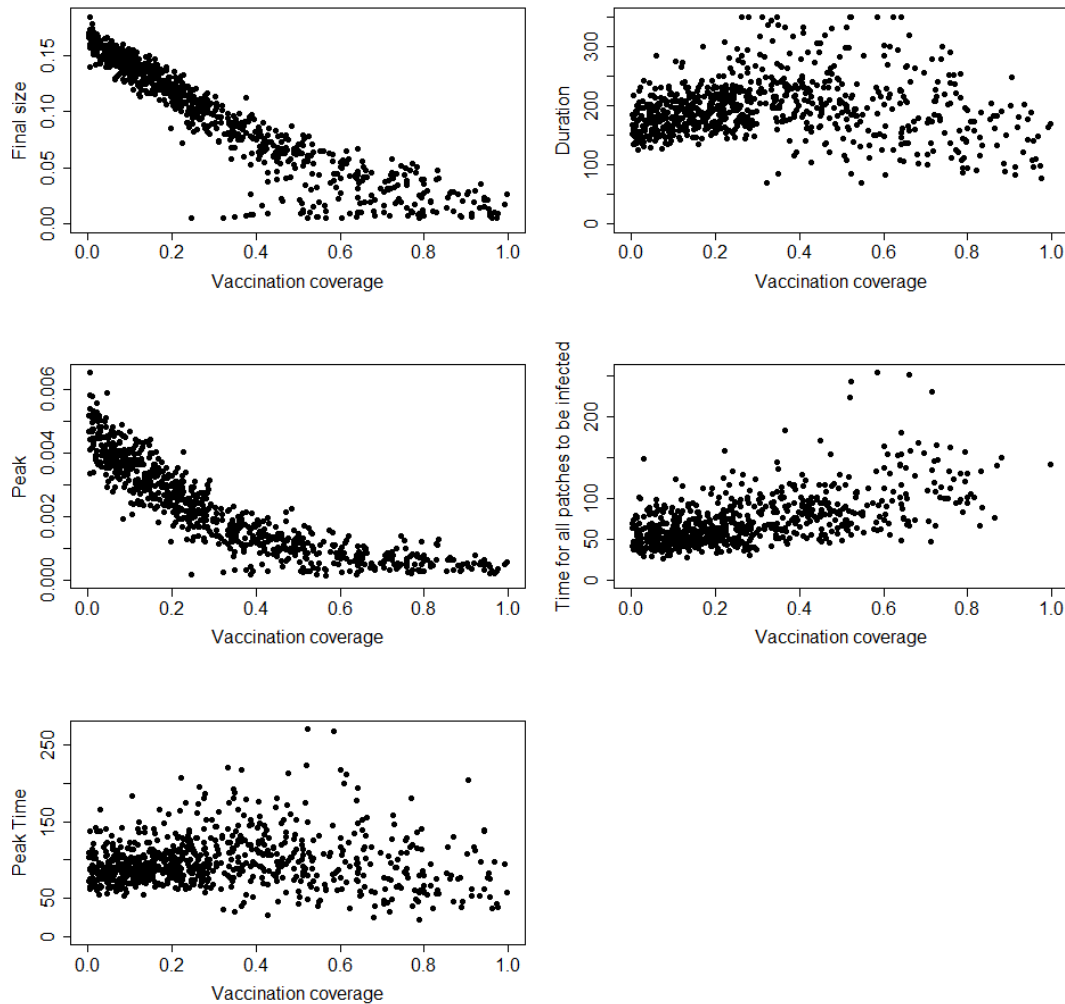 Final size
0.00 0.05 0.10 0.15
0.0 0.2 0.4 0.6 0.8 1.0
Vaccination coverage
Duration
0 100 200 300
0.0 0.2 0.4 0.6 0.8 1.0
Vaccination coverage
Peak
0.000 0.002 0.004 0.006
0.0 0.2 0.4 0.6 0.8 1.0
Vaccination coverage
Time for all patches to be infected
0 50 100 200
0.0 0.2 0.4 0.6 0.8 1.0
Vaccination coverage
Peak Time
0 50 150 250
0.0 0.2 0.4 0.6 0.8 1.0
Vaccination coverage